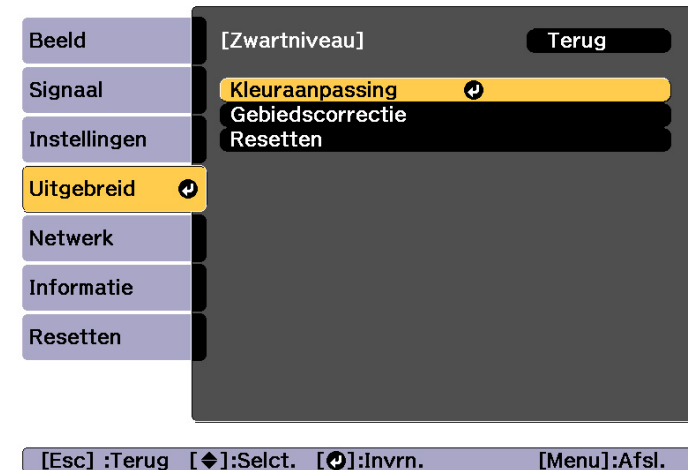 Beeld
Signaal
Instellingen
Uitgebreid
Netwerk
Informatie
Resetten
[Zwartniveau] Terug
Kleuraanpassing
Gebiedscorrectie
Resetten
[Esc] :Terug [◆]:Selct. [↵]:Invrn. [Menu]:Afsl.